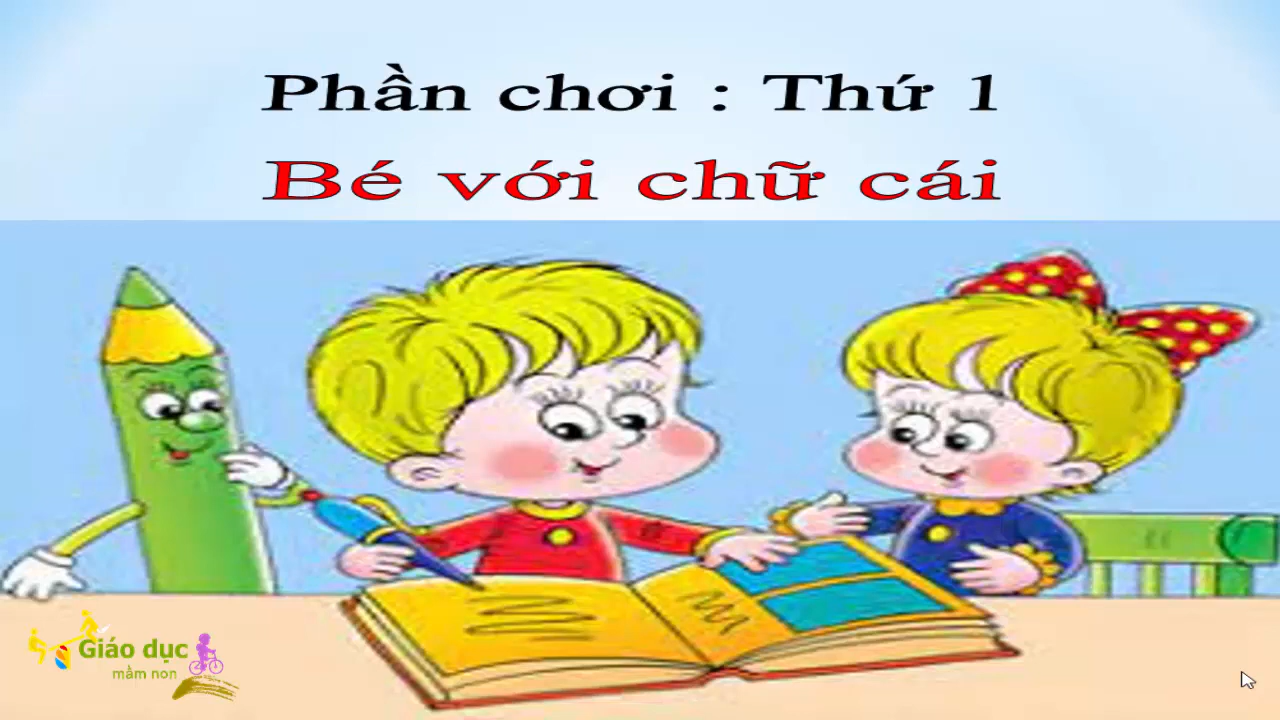 Phần chơi : Thứ 1
Bé với chữ cái
Giáo dục
mầm non